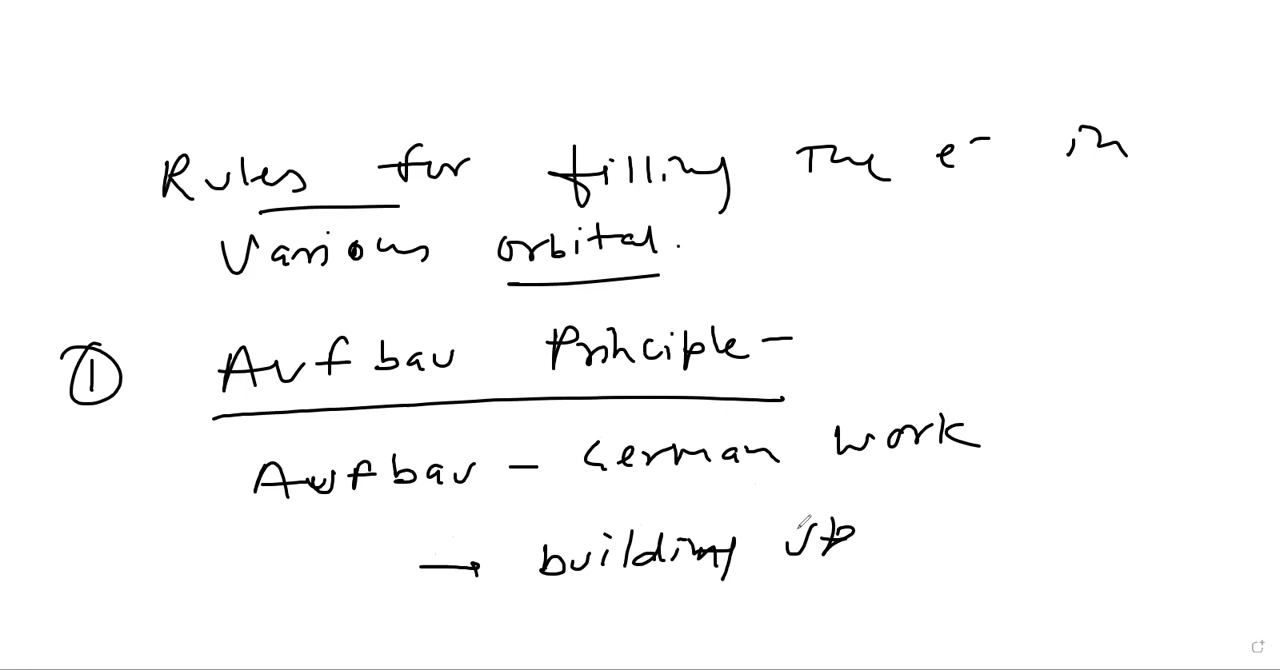 Rules for filling The e⁻ in
Various orbital.
① Aufbau Principle -
Aufbau - German work
→ building up